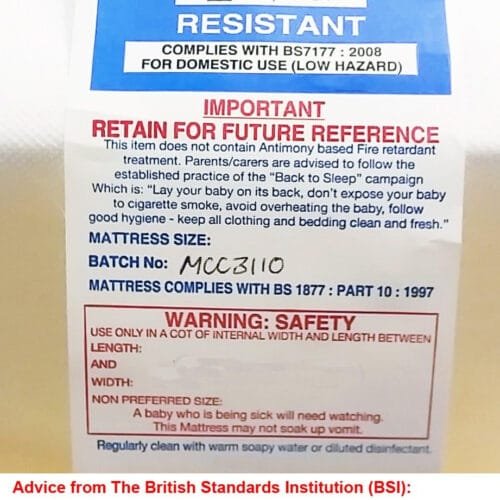 RESISTANT
COMPLIES WITH BS7177 : 2008
FOR DOMESTIC USE (LOW HAZARD)
IMPORTANT
RETAIN FOR FUTURE REFERENCE
This item does not contain Antimony based Fire retardant
treatment. Parents/carers are advised to follow the
established practice of the "Back to Sleep" campaign
Which is: "Lay your baby on its back, don't expose your baby
to cigarette smoke, avoid overheating the baby, follow
good hygiene - keep all clothing and bedding clean and fresh."
MATTRESS SIZE:
BATCH No: MCC3110
MATTRESS COMPLIES WITH BS 1877 : PART 10 : 1997
WARNING: SAFETY
USE ONLY IN A COT OF INTERNAL WIDTH AND LENGTH BETWEEN
LENGTH:
AND
WIDTH:
NON PREFERED SIZE:
A baby who is being sick will need watching.
This Mattress may not soak up vomit.
Regularly clean with warm soapy water or diluted disinfectant.
Advice from The British Standards Institution (BSI):